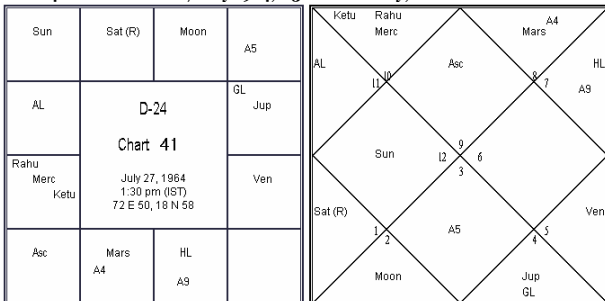 Sun
Sat (R)
Moon
A5
AL
D-24
Chart 41
July 27, 1964
1:30 pm (IST)
72 E 50, 18 N 58
GL
Jup
Rahu
Merc
Ketu
Ven
Asc
Mars
A4
HL
A9
Ketu
Rahu
Merc
Asc
A4
Mars
AL
HL
A9
11
10
8
7
Sun
12
9
6
3
Sat (R)
Ven
1
2
A5
4
5
Moon
Jup
GL